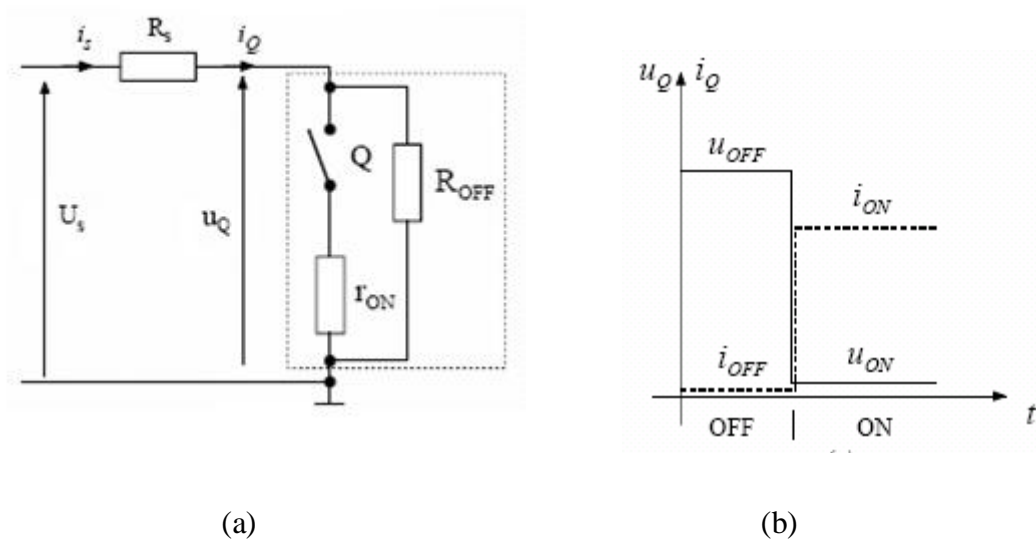 i_s R_s i_Q
Q
R_OFF
U_s u_Q
r_ON
u_Q i_Q
u_OFF
i_ON
i_OFF u_ON
t
OFF | ON
(a) (b)